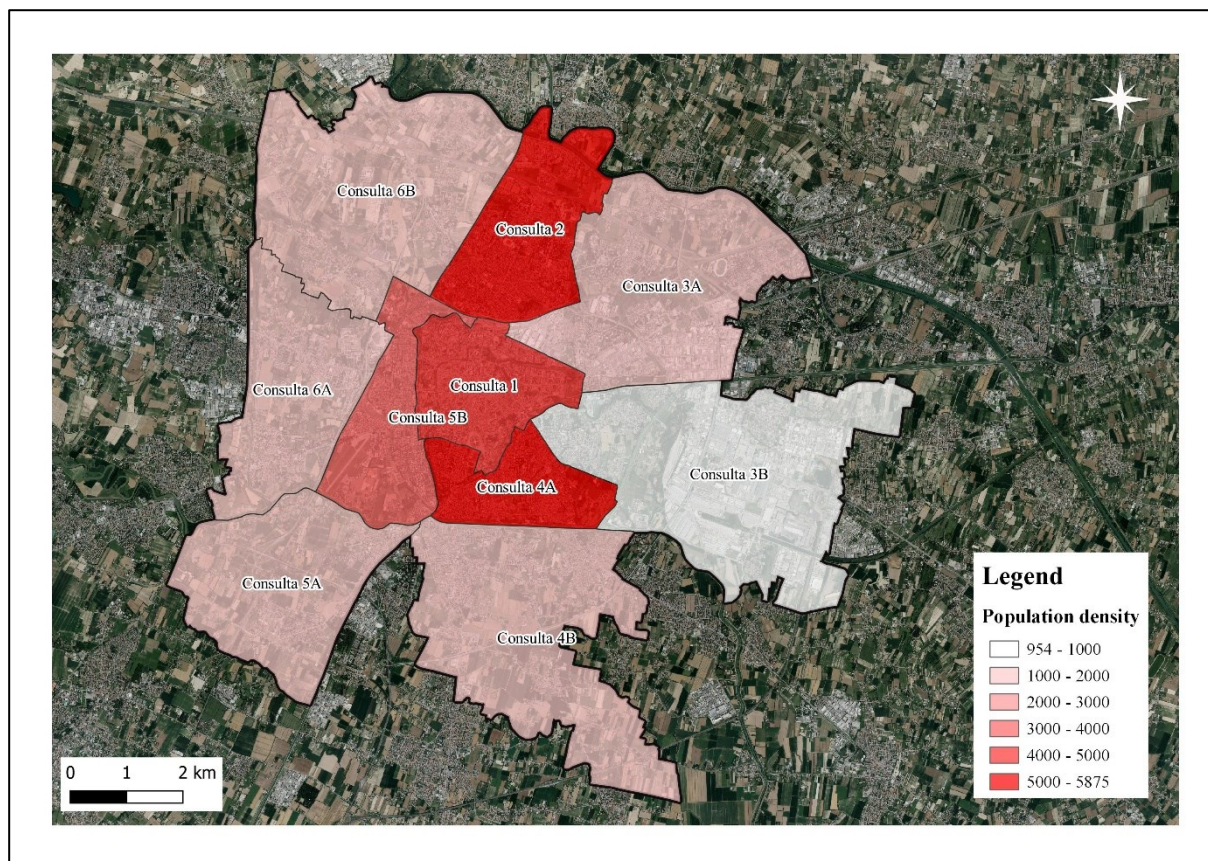 Consulta 6B
Consulta 2
Consulta 3A
Consulta 6A
Consulta 1
Consulta 5B
Consulta 3B
Consulta 4A
Consulta 5A
Consulta 4B
Legend
Population density
954 - 1000
1000 - 2000
2000 - 3000
3000 - 4000
4000 - 5000
5000 - 5875
0 1 2 km